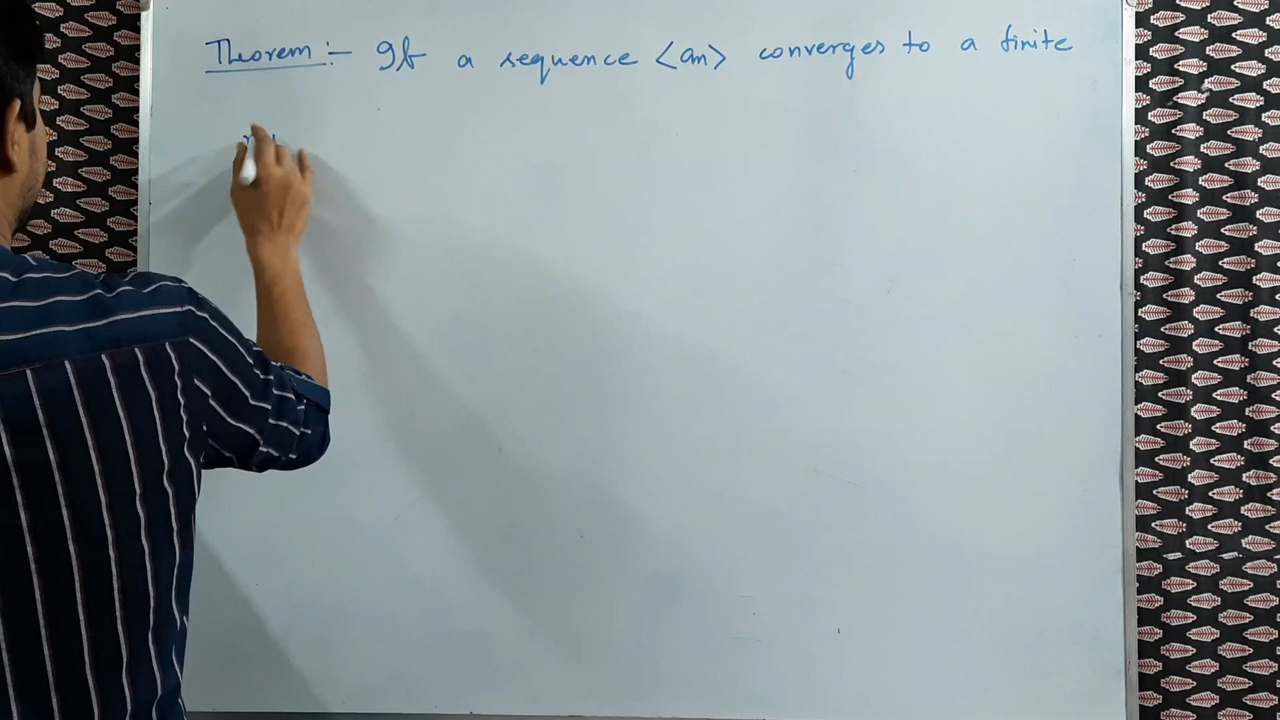 Theorem :- If a sequence <an> converges to a finite